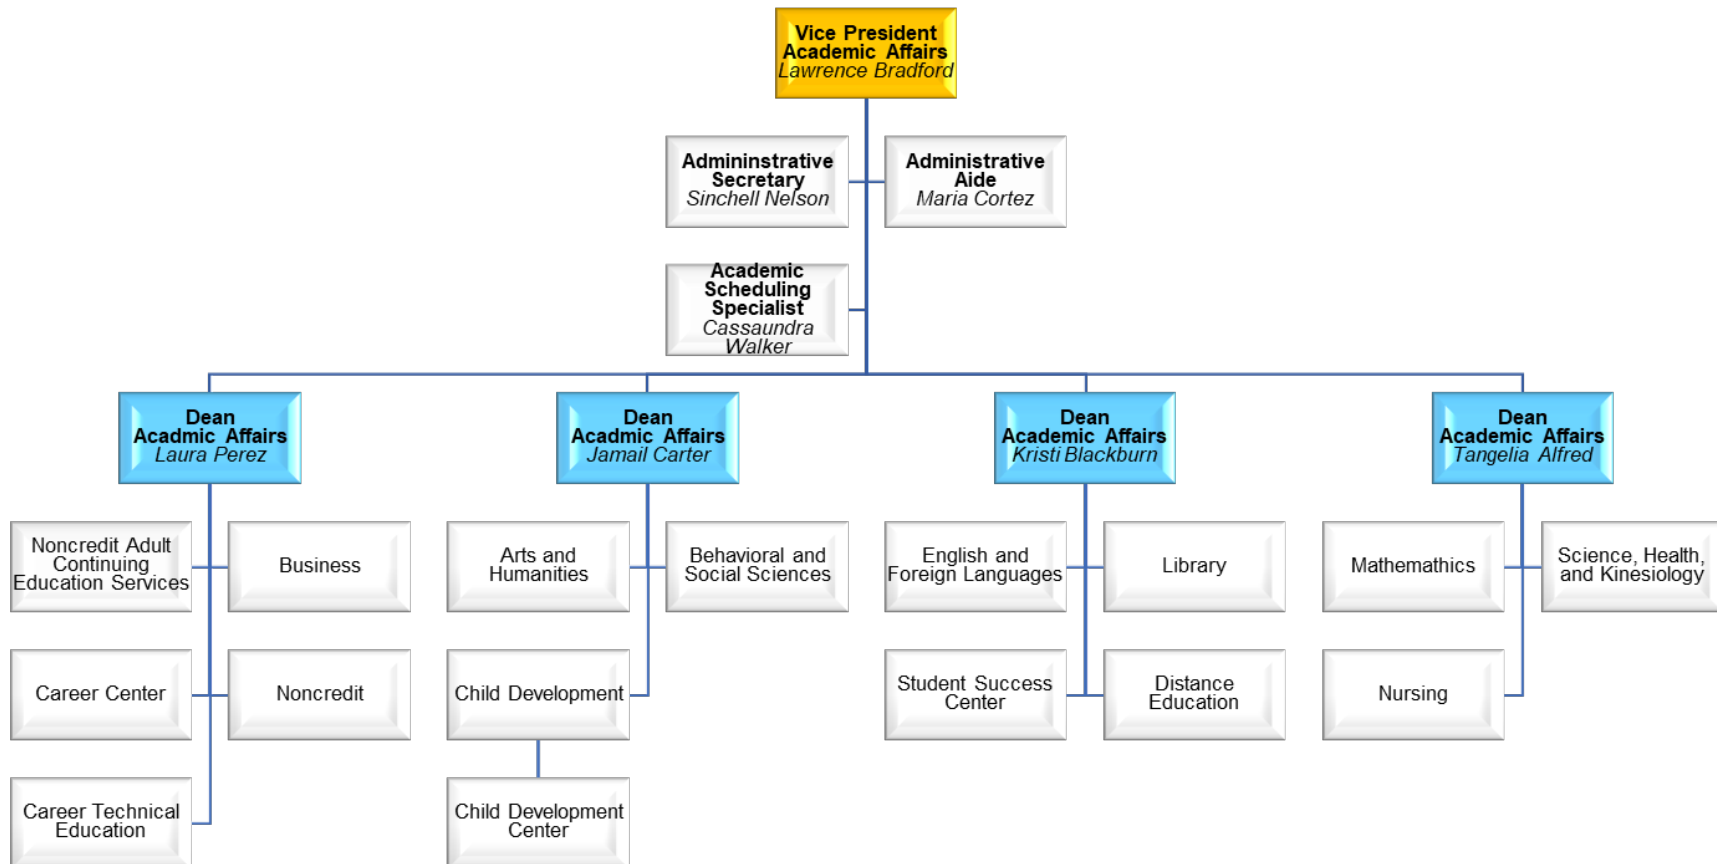 Vice President
Academic Affairs
Lawrence Bradford
Admininstrative
Secretary
Sinchell Nelson
Administrative
Aide
Maria Cortez
Academic
Scheduling
Specialist
Cassaundra
Walker
Dean
Acadmic Affairs
Laura Perez
Dean
Acadmic Affairs
Jamail Carter
Dean
Academic Affairs
Kristi Blackburn
Dean
Academic Affairs
Tangelia Alfred
Noncredit Adult
Continuing
Education Services
Business
Arts and
Humanities
Behavioral and
Social Sciences
English and
Foreign Languages
Library
Mathemathics
Science, Health,
and Kinesiology
Career Center
Noncredit
Child Development
Student Success
Center
Distance
Education
Nursing
Career Technical
Education
Child Development
Center